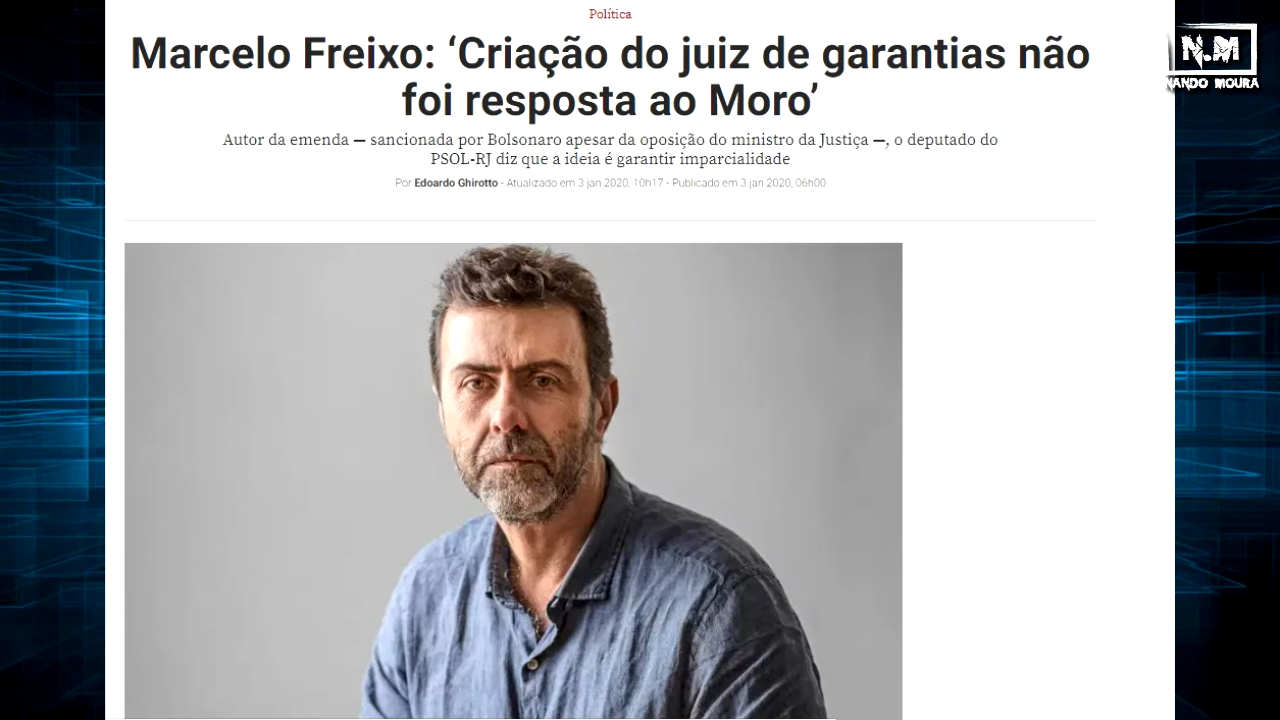 Política
Marcelo Freixo: ‘Criação do juiz de garantias não
foi resposta ao Moro’
Autor da emenda — sancionada por Bolsonaro apesar da oposição do ministro da Justiça —, o deputado do
PSOL-RJ diz que a ideia é garantir imparcialidade
Por Edoardo Ghirotto - Atualizado em 3 jan 2020, 10h17 - Publicado em 3 jan 2020, 06h00
N.M
NANDO MOURA